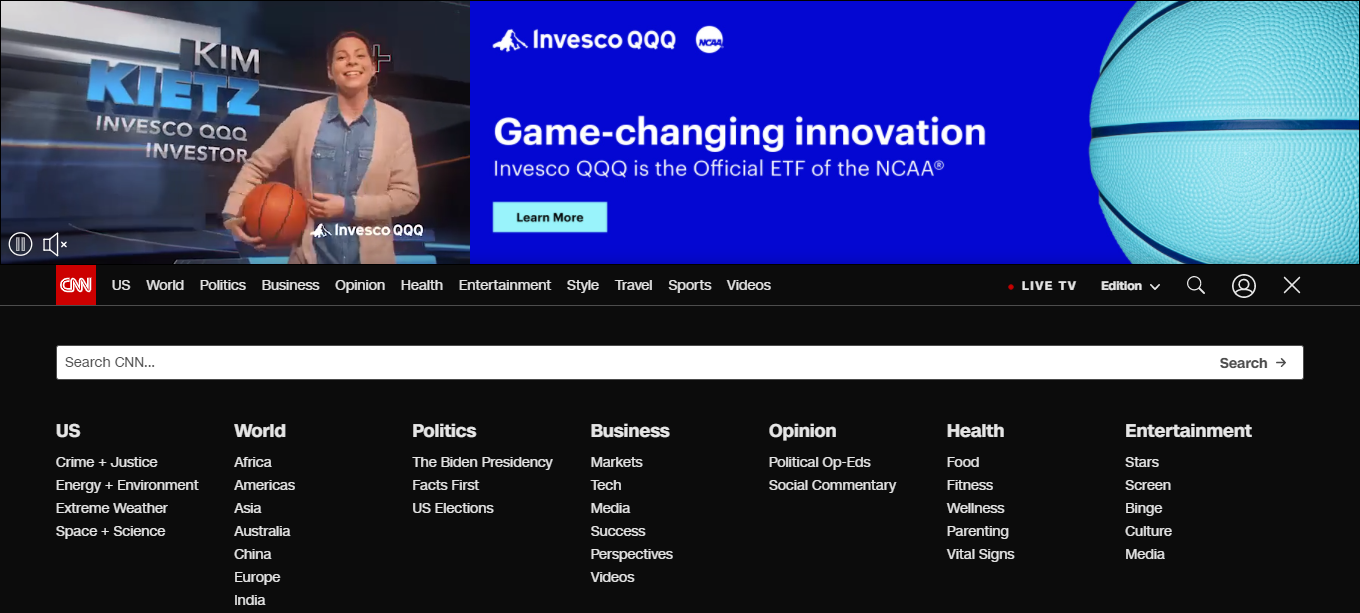 KIM
KIETZ
INVESCO QQQ
INVESTOR
Invesco QQQ
Invesco QQQ NCAA
Game-changing innovation
Invesco QQQ is the Official ETF of the NCAA®
Learn More
CNN US World Politics Business Opinion Health Entertainment Style Travel Sports Videos LIVE TV Edition
Search CNN... Search →
US
Crime + Justice
Energy + Environment
Extreme Weather
Space + Science
World
Africa
Americas
Asia
Australia
China
Europe
India
Politics
The Biden Presidency
Facts First
US Elections
Business
Markets
Tech
Media
Success
Perspectives
Videos
Opinion
Political Op-Eds
Social Commentary
Health
Food
Fitness
Wellness
Parenting
Vital Signs
Entertainment
Stars
Screen
Binge
Culture
Media